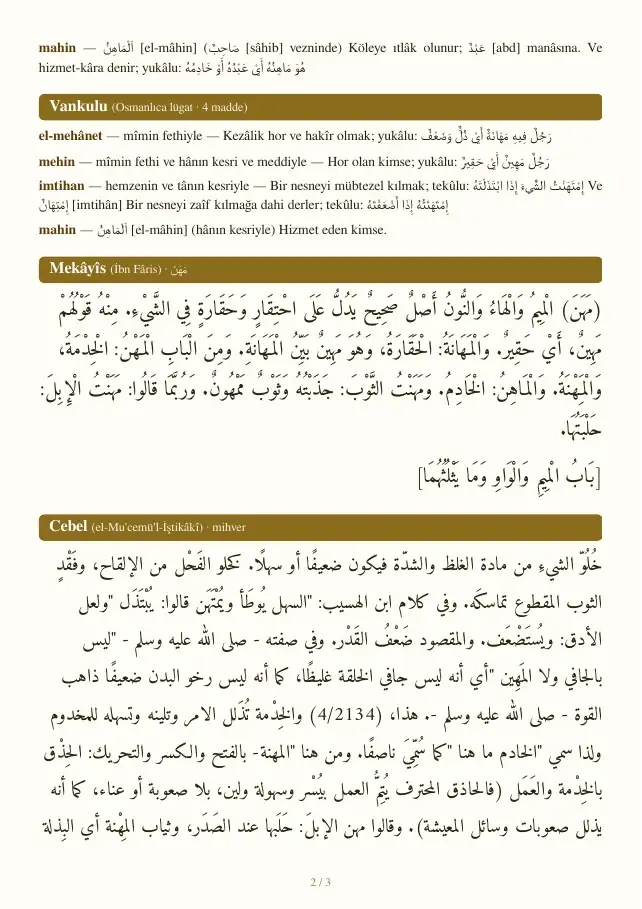 mahin — اَلْمَاهِنُ [el-mâhin] (صَاحِبٌ [sâhib] vezninde) Köleye ıtlâk olunur; عَبْدٌ [abd] manâsına. Ve
hizmet-kâra denir; yukâlu: هُوَ مَاهِنُهُ أَيْ عَبْدُهُ أَوْ خَادِمُهُ
Vankulu (Osmanlıca lügat · 4 madde)
el-mehânet — mîmin fethiyle — Kezâlik hor ve hakîr olmak; yukâlu: رَجُلٌ فِيهِ مَهَانَةٌ أَيْ ذُلٌّ وَضَعْفٌ
mehin — mîmin fethi ve hânın kesri ve meddiyle — Hor olan kimse; yukâlu: رَجُلٌ مَهِينٌ أَيْ حَقِيرٌ
imtihan — hemzenin ve tânın kesriyle — Bir nesneyi mübtezel kılmak; tekûlu: اِمْتَهَنْتُ الشَّيْءَ إِذَا ابْتَذَلْتَهُ Ve
اِمْتِهَانٌ [imtihân] Bir nesneyi zaîf kılmağa dahi derler; tekûlu: اِمْتَهَنْتُهُ إِذَا أَضْعَفْتَهُ
mahin — اَلْمَاهِنُ [el-mâhin] (hânın kesriyle) Hizmet eden kimse.
Mekâyîs (İbn Fâris) · مَهَنَ
(مَهَنَ) الْمِيمُ وَالْهَاءُ وَالنُّونُ أَصْلٌ صَحِيحٌ يَدُلُّ عَلَى احْتِقَارٍ وَحَقَارَةٍ فِي الشَّيْءِ. مِنْهُ قَوْلُهُمْ
مَهِينٌ، أَيْ حَقِيرٌ. وَالْمَهَانَةُ: الْحَقَارَةُ، وَهُوَ مَهِينٌ بَيِّنُ الْمَهَانَةِ. وَمِنَ الْبَابِ الْمَهْنُ: الْخِدْمَةُ،
وَالْمِهْنَةُ. وَالْمَاهِنُ: الْخَادِمُ. وَمَهَنْتُ الثَّوْبَ: جَذَبْتُهُ وَثَوْبٌ مَمْهُونٌ. وَرُبَّمَا قَالُوا: مَهَنْتُ الْإِبِلَ:
حَلَبْتُهَا.
[بَابُ الْمِيمِ وَالْوَاوِ وَمَا يَثْلُثُهُمَا]
Cebel (el-Mu'cemü'l-İştikâkî) · mihver
خُلُوّ الشيءِ من مادة الغلظ والشدّة فيكون ضعيفًا أو سهلًا. كخلو الفَحْل من الإلقاح، وفَقْدِ
الثوب المقطوع تماسكَه. وفي كلام ابن الهسيب: "السهل يُوطَأ ويُمْتَهَن قالوا: يُبْتَذَل "ولعل
الأدق: ويُستَضْعَف. والمقصود ضَعْفُ القَدْر. وفي صفته - صلى الله عليه وسلم - "ليس
بالجافي ولا المَهِين "أي أنه ليس جافي الخلقة غليظًا، كما أنه ليس رخو البدن ضعيفًا ذاهب
القوة - صلى الله عليه وسلم -. هذا، (4/2134) والخِدْمة تُذَلل الامر وتلينه وتسهله للمخدوم
ولذا سمي "الخادم ما هنا "كما سُمِّيَ ناصفًا. ومن هنا "المهنة- بالفتح والكسر والتحريك: الحِذْق
بالخِدْمة والعَمَل (فالحاذق المحترف يُتِمُّ العمل بيُسْر وسهولة ولين، بلا صعوبة أو عناء، كما أنه
يذلل صعوبات وسائل المعيشة). وقالوا مهن الإبلَ: حَلَبها عند الصَدَر، وثياب المِهْنة أي البِذلة
2 / 3